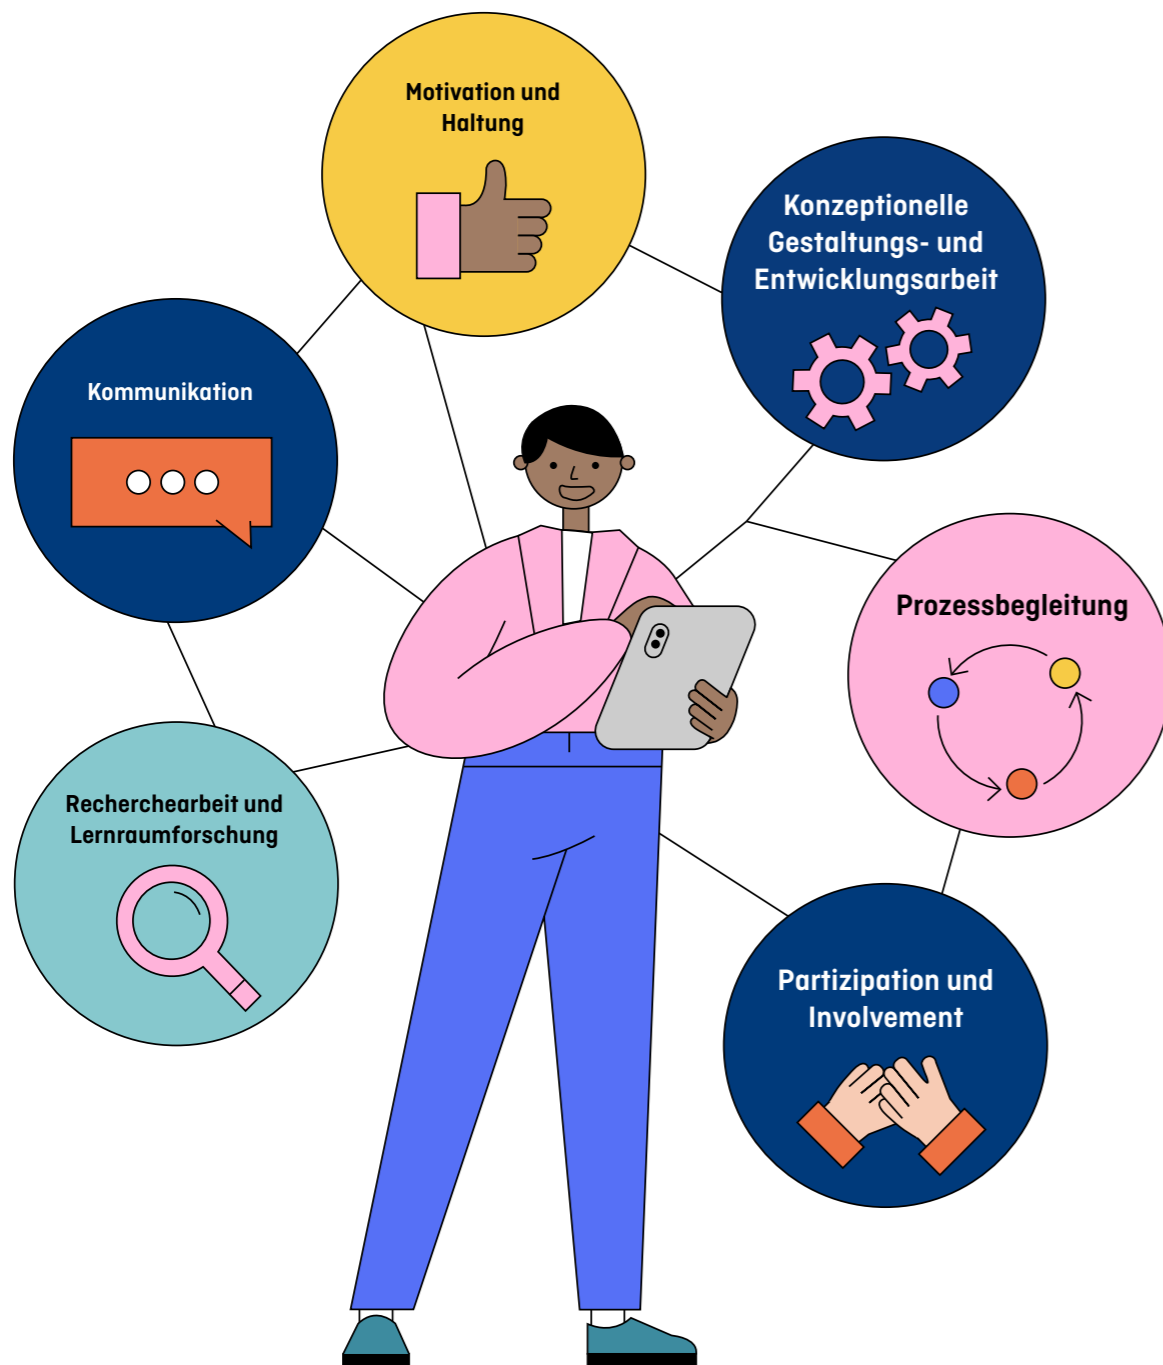 Motivation und
Haltung
Konzeptionelle
Gestaltungs- und
Entwicklungsarbeit
Kommunikation
Prozessbegleitung
Recherchearbeit und
Lernraumforschung
Partizipation und
Involvement